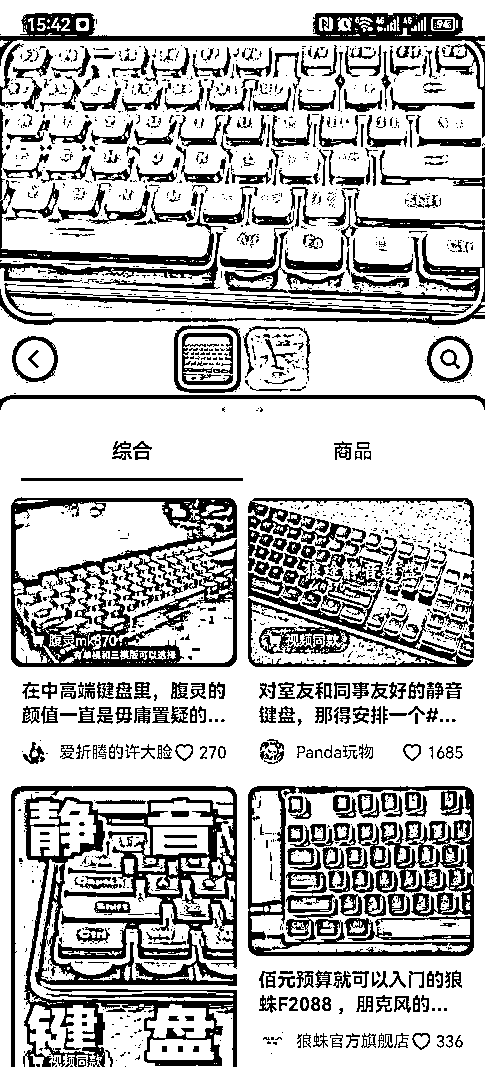 15:42
综合
商品
腹灵mk870
有单模和三模版可以选择
视频同款
在中高端键盘里，腹灵的
颜值一直是毋庸置疑的...
爱折腾的许大脸 270
对室友和同事友好的静音
键盘，那得安排一个#...
Panda玩物 1685
静音
键盘
视频同款
佰元预算就可以入门的狼
蛛F2088 ，朋克风的...
狼蛛官方旗舰店 336